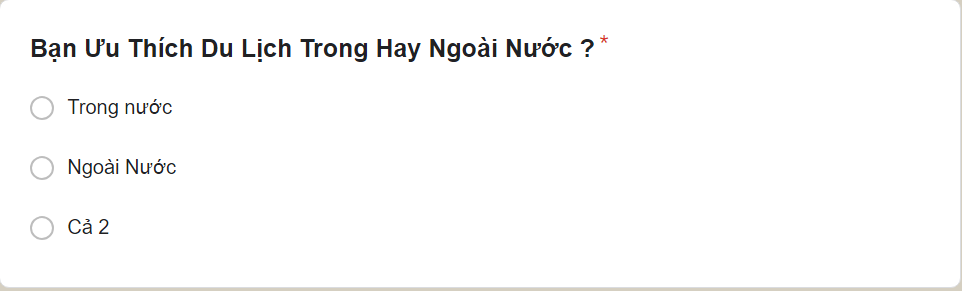 Bạn Ưu Thích Du Lịch Trong Hay Ngoài Nước ? *
Trong nước
Ngoài Nước
Cả 2